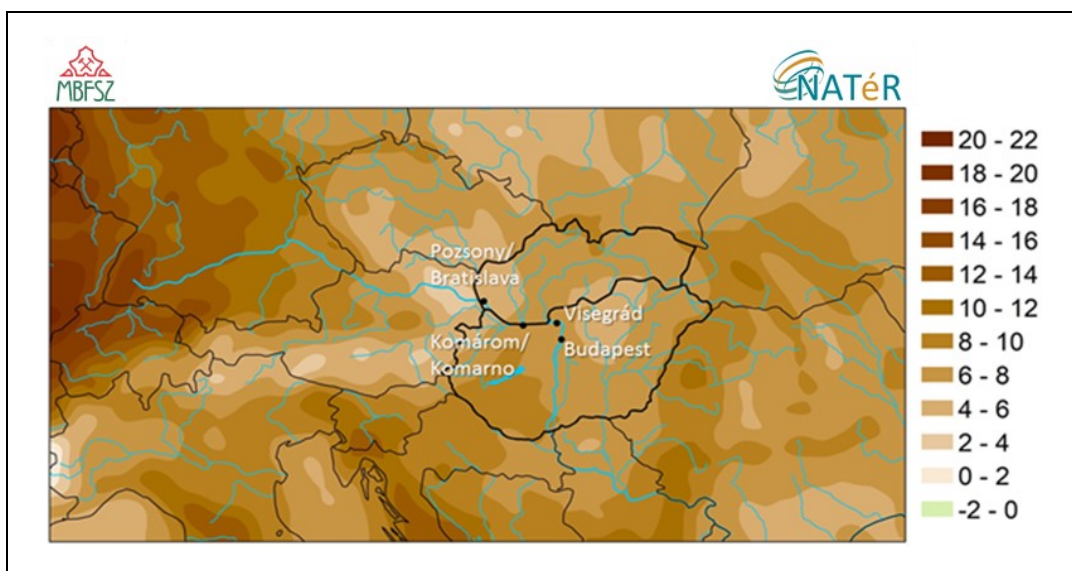 MBFSZ
NATéR
Pozsony/
Bratislava
Visegrád
Komárom/
Komarno
Budapest
20 - 22
18 - 20
16 - 18
14 - 16
12 - 14
10 - 12
8 - 10
6 - 8
4 - 6
2 - 4
0 - 2
-2 - 0